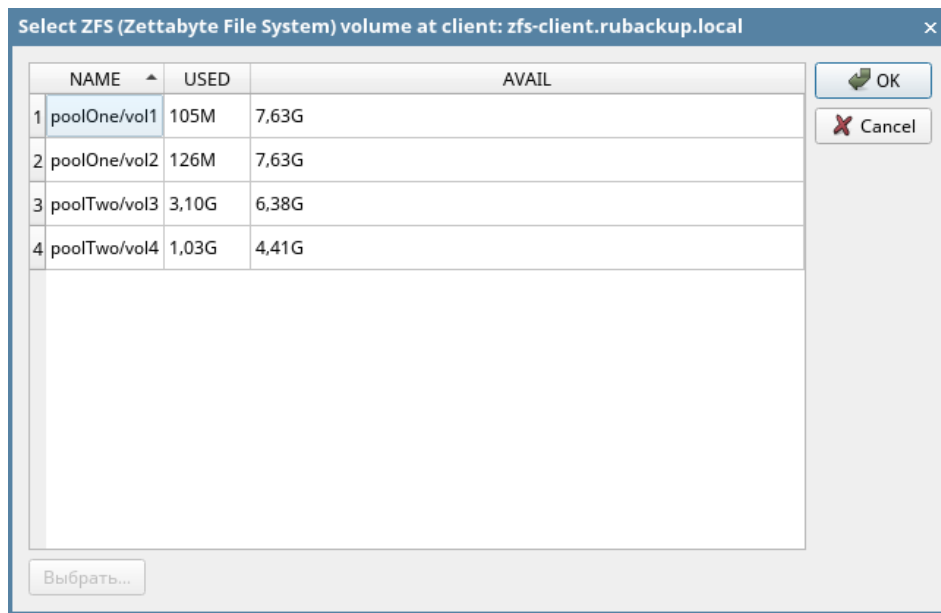 Select ZFS (Zettabyte File System) volume at client: zfs-client.rubackup.local
NAME USED AVAIL
1 poolOne/vol1 105M 7,63G
2 poolOne/vol2 126M 7,63G
3 poolTwo/vol3 3,10G 6,38G
4 poolTwo/vol4 1,03G 4,41G
OK
Cancel
Выбрать...